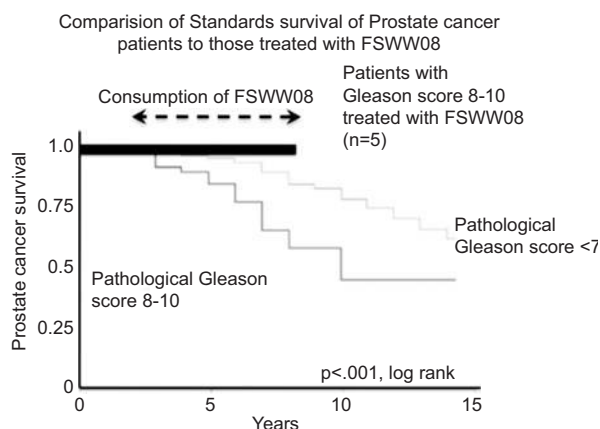 Comparision of Standards survival of Prostate cancer
patients to those treated with FSWW08
Patients with
Gleason score 8-10
treated with FSWW08
(n=5)
Consumption of FSWW08
Prostate cancer survival
1.0
0.75
0.5
0.25
0
Pathological
Gleason score <7
Pathological Gleason
score 8-10
p<.001, log rank
0
5
10
15
Years